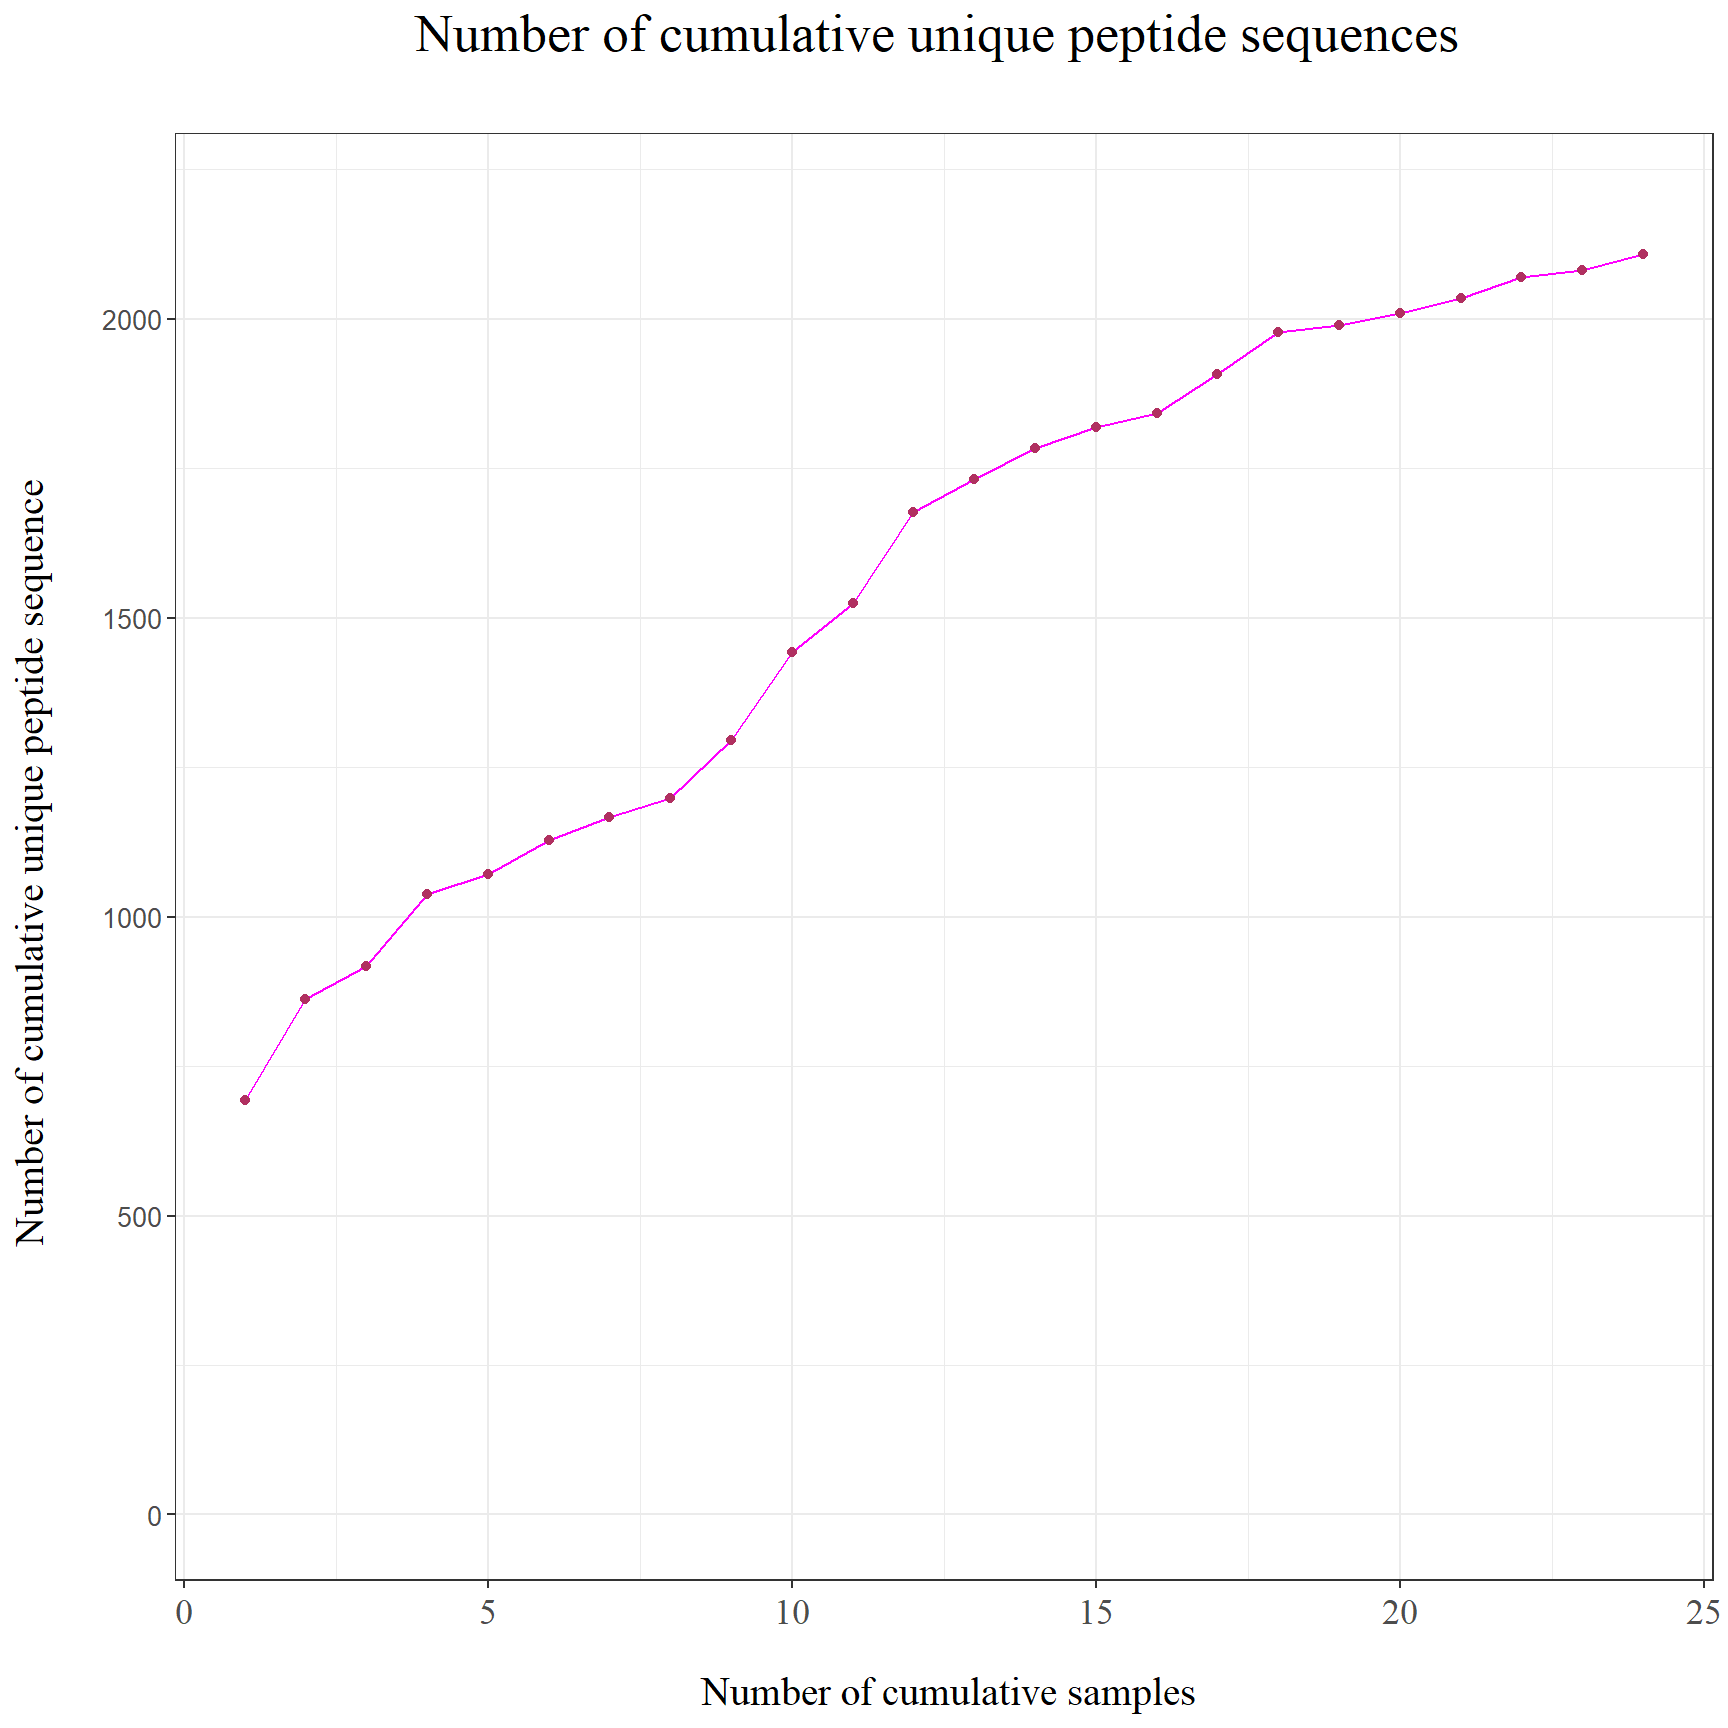 Number of cumulative unique peptide sequences
Number of cumulative unique peptide sequence
2000
1500
1000
500
0
0 5 10 15 20 25
Number of cumulative samples